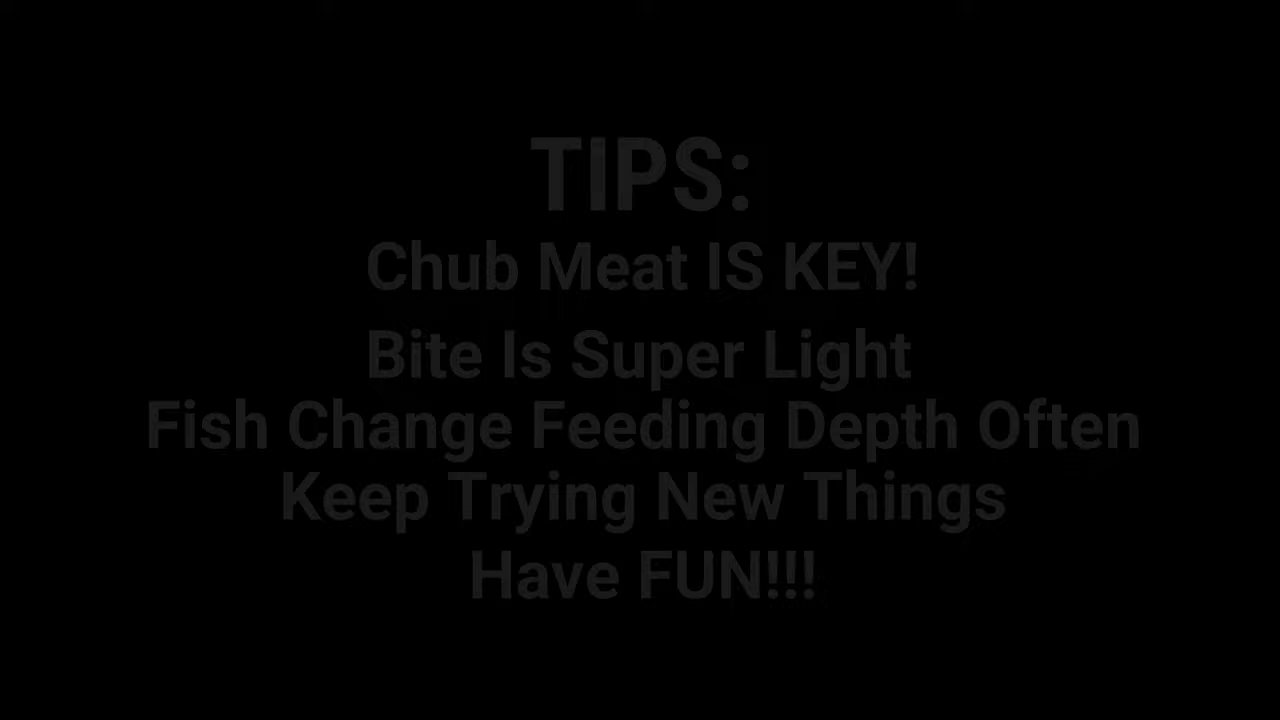 TIPS:
Chub Meat IS KEY!
Bite Is Super Light
Fish Change Feeding Depth Often
Keep Trying New Things
Have FUN!!!